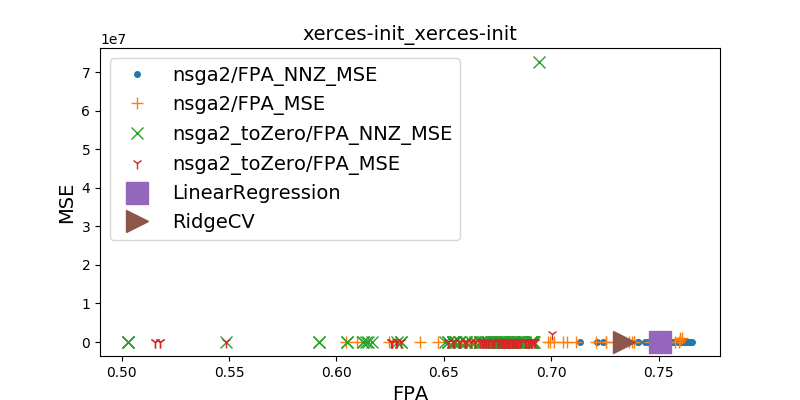 xerces-init_xerces-init
1e7
7
6
5
4
3
2
1
0
MSE
nsga2/FPA_NNZ_MSE
nsga2/FPA_MSE
nsga2_toZero/FPA_NNZ_MSE
nsga2_toZero/FPA_MSE
LinearRegression
RidgeCV
0.50 0.55 0.60 0.65 0.70 0.75
FPA